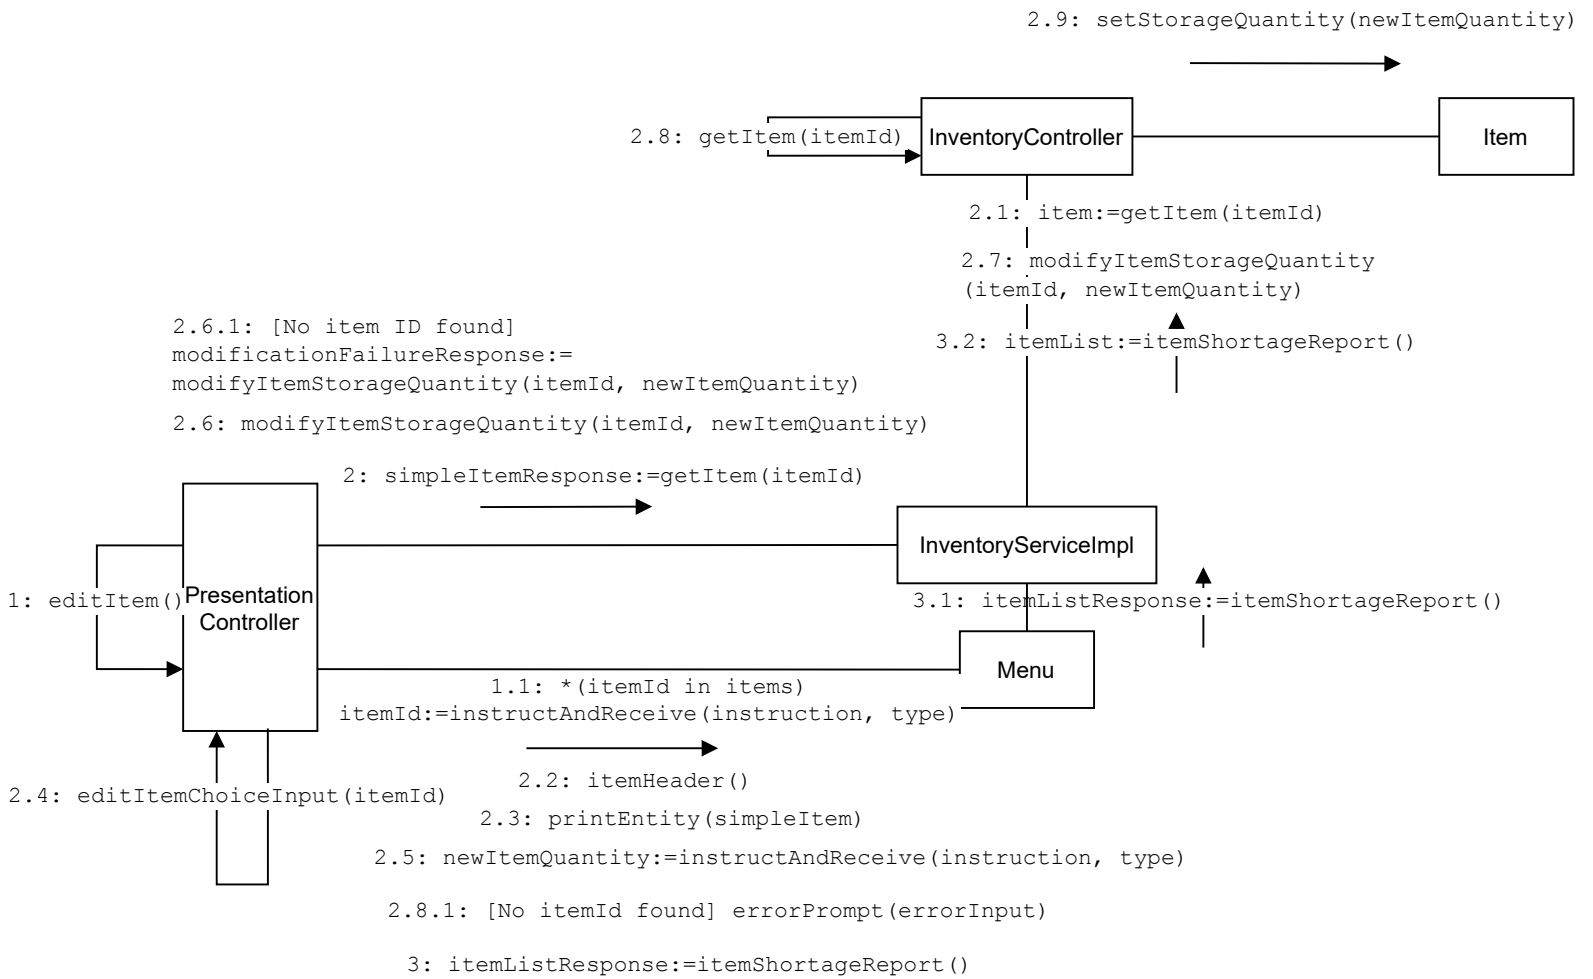 2.9: setStorageQuantity(newItemQuantity)
2.8: getItem(itemId)
InventoryController
Item
2.1: item:=getItem(itemId)
2.7: modifyItemStorageQuantity
(itemId, newItemQuantity)
3.2: itemList:=itemShortageReport()
2.6.1: [No item ID found]
modificationFailureResponse:=
modifyItemStorageQuantity(itemId, newItemQuantity)
2.6: modifyItemStorageQuantity(itemId, newItemQuantity)
2: simpleItemResponse:=getItem(itemId)
InventoryServiceImpl
1: editItem()
Presentation
Controller
3.1: itemListResponse:=itemShortageReport()
Menu
1.1: *(itemId in items)
itemId:=instructAndReceive(instruction, type)
2.2: itemHeader()
2.4: editItemChoiceInput(itemId)
2.3: printEntity(simpleItem)
2.5: newItemQuantity:=instructAndReceive(instruction, type)
2.8.1: [No itemId found] errorPrompt(errorInput)
3: itemListResponse:=itemShortageReport()